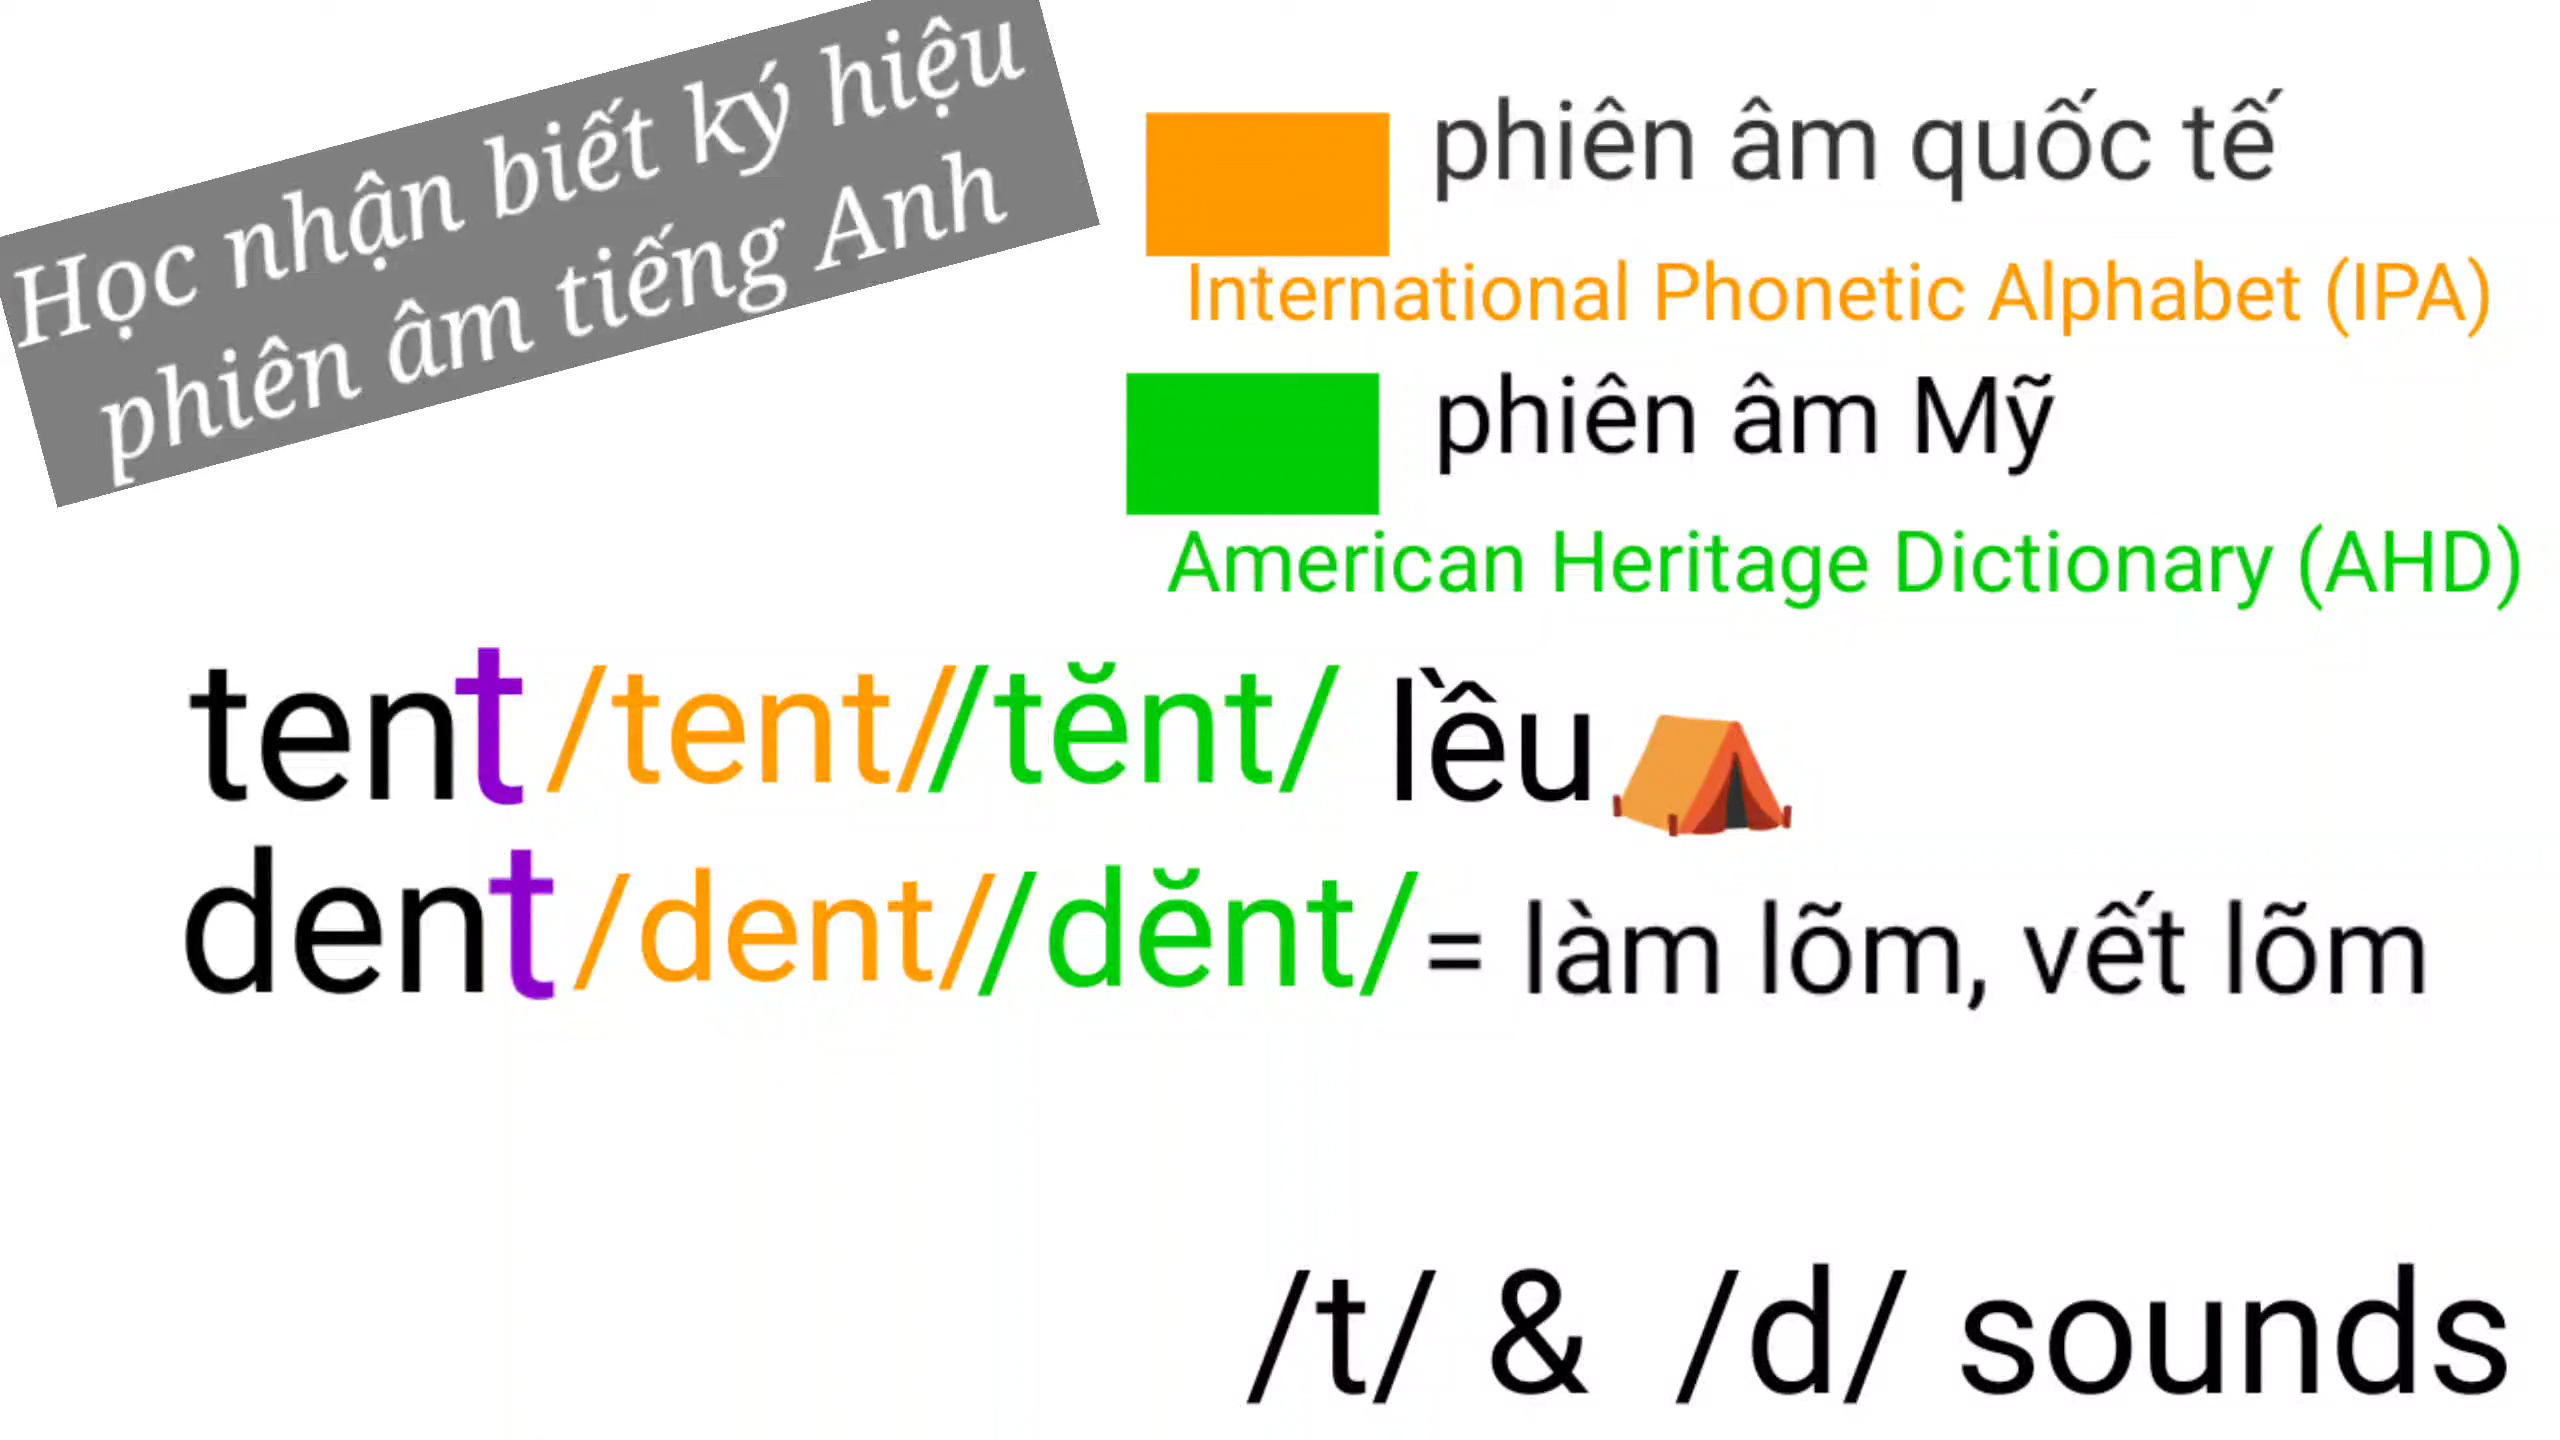 Học nhận biết ký hiệu
phiên âm tiếng Anh
phiên âm quốc tế
International Phonetic Alphabet (IPA)
phiên âm Mỹ
American Heritage Dictionary (AHD)
tent /tent/ /tĕnt/ lều
dent /dent/ /dĕnt/ = làm lõm, vết lõm
/t/ & /d/ sounds